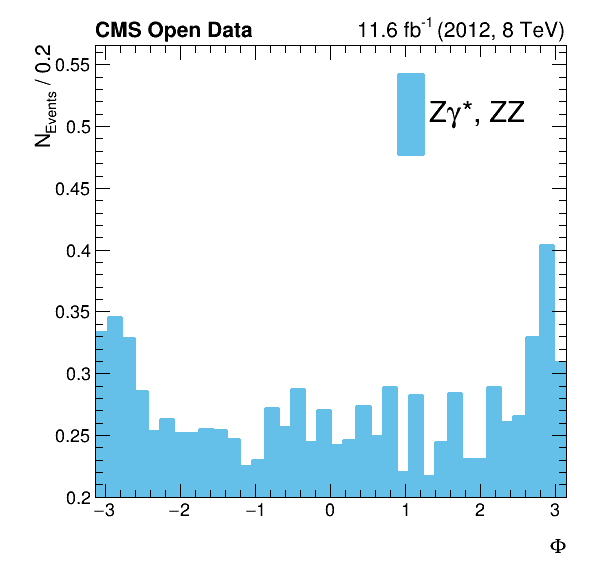 CMS Open Data 11.6 fb⁻¹ (2012, 8 TeV)
N_Events / 0.2
Zγ*, ZZ
0.55
0.5
0.45
0.4
0.35
0.3
0.25
0.2
−3 −2 −1 0 1 2 3
Φ